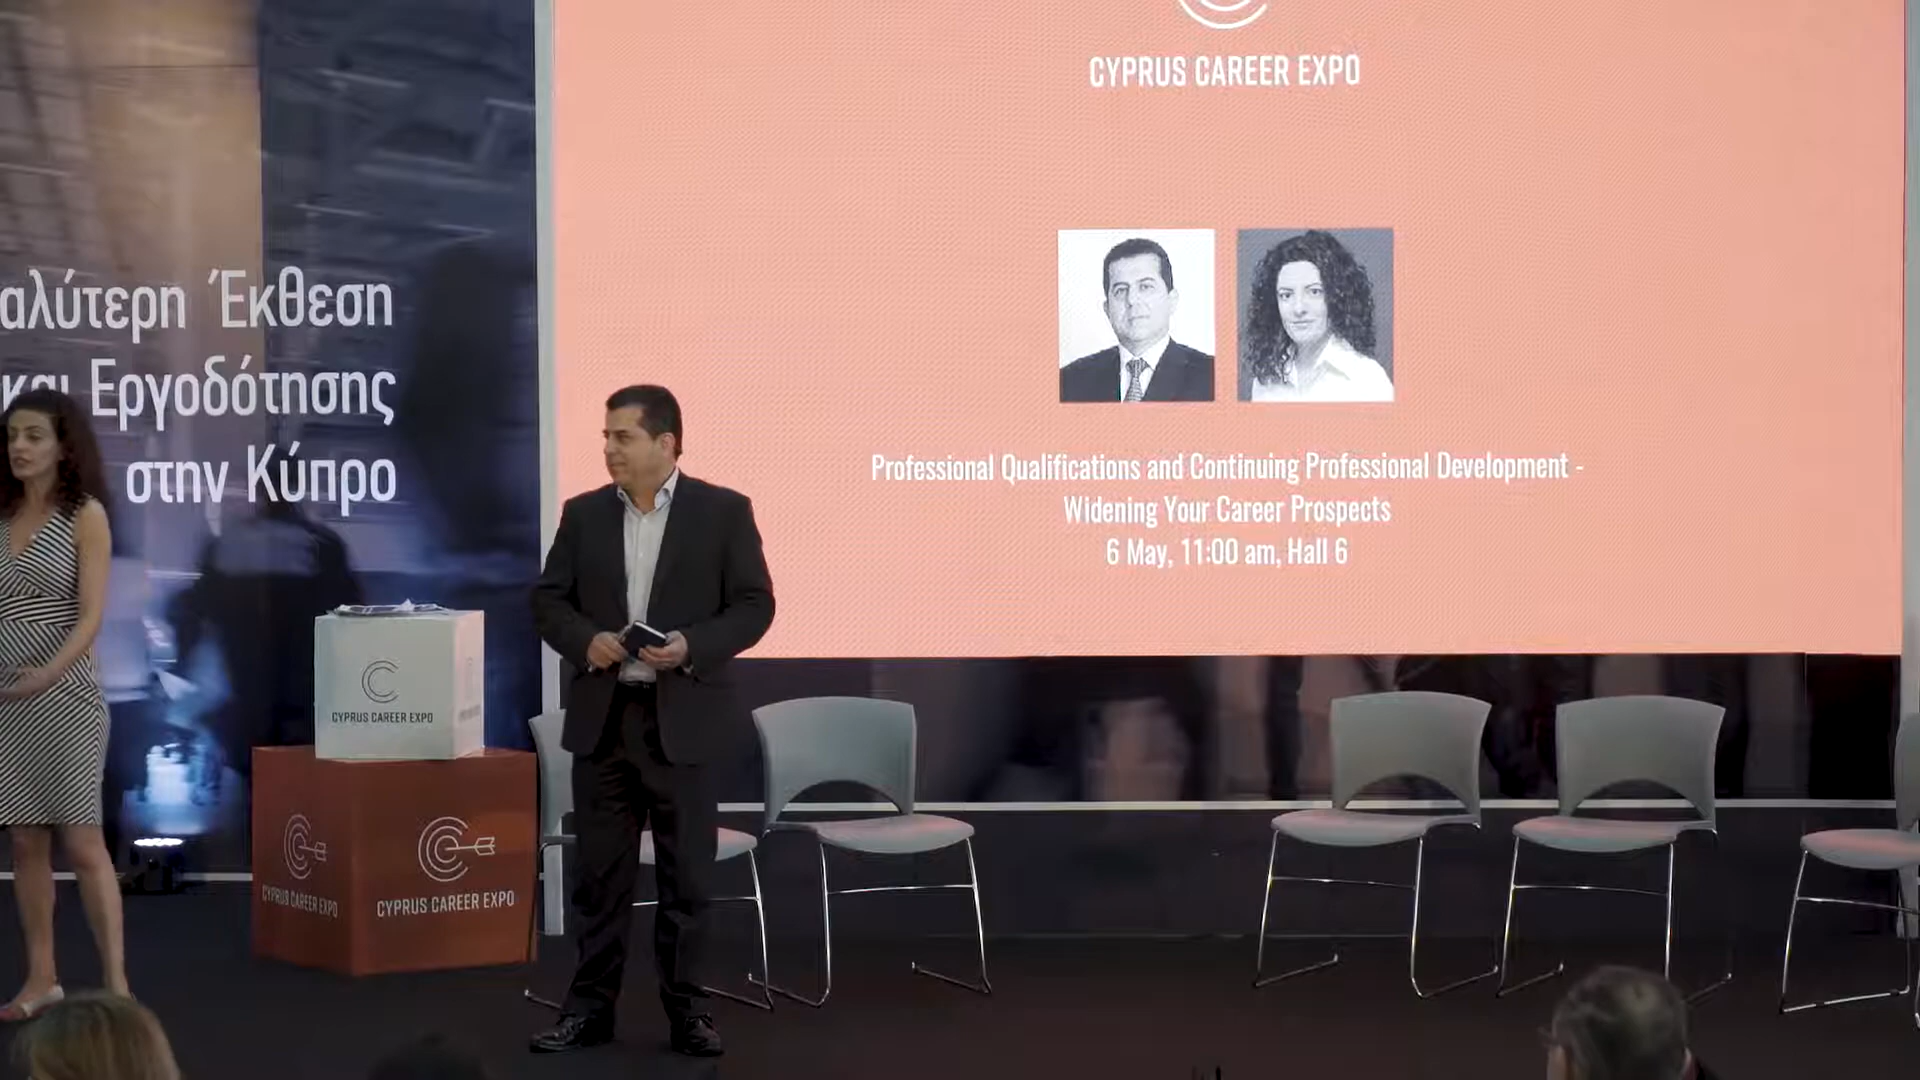 CYPRUS CAREER EXPO
Professional Qualifications and Continuing Professional Development -
Widening Your Career Prospects
6 May, 11:00 am, Hall 6
Έκθεση
και Εργοδότησης
στην Κύπρο
CYPRUS CAREER EXPO
CYPRUS CAREER EXPO
CYPRUS CAREER EXPO